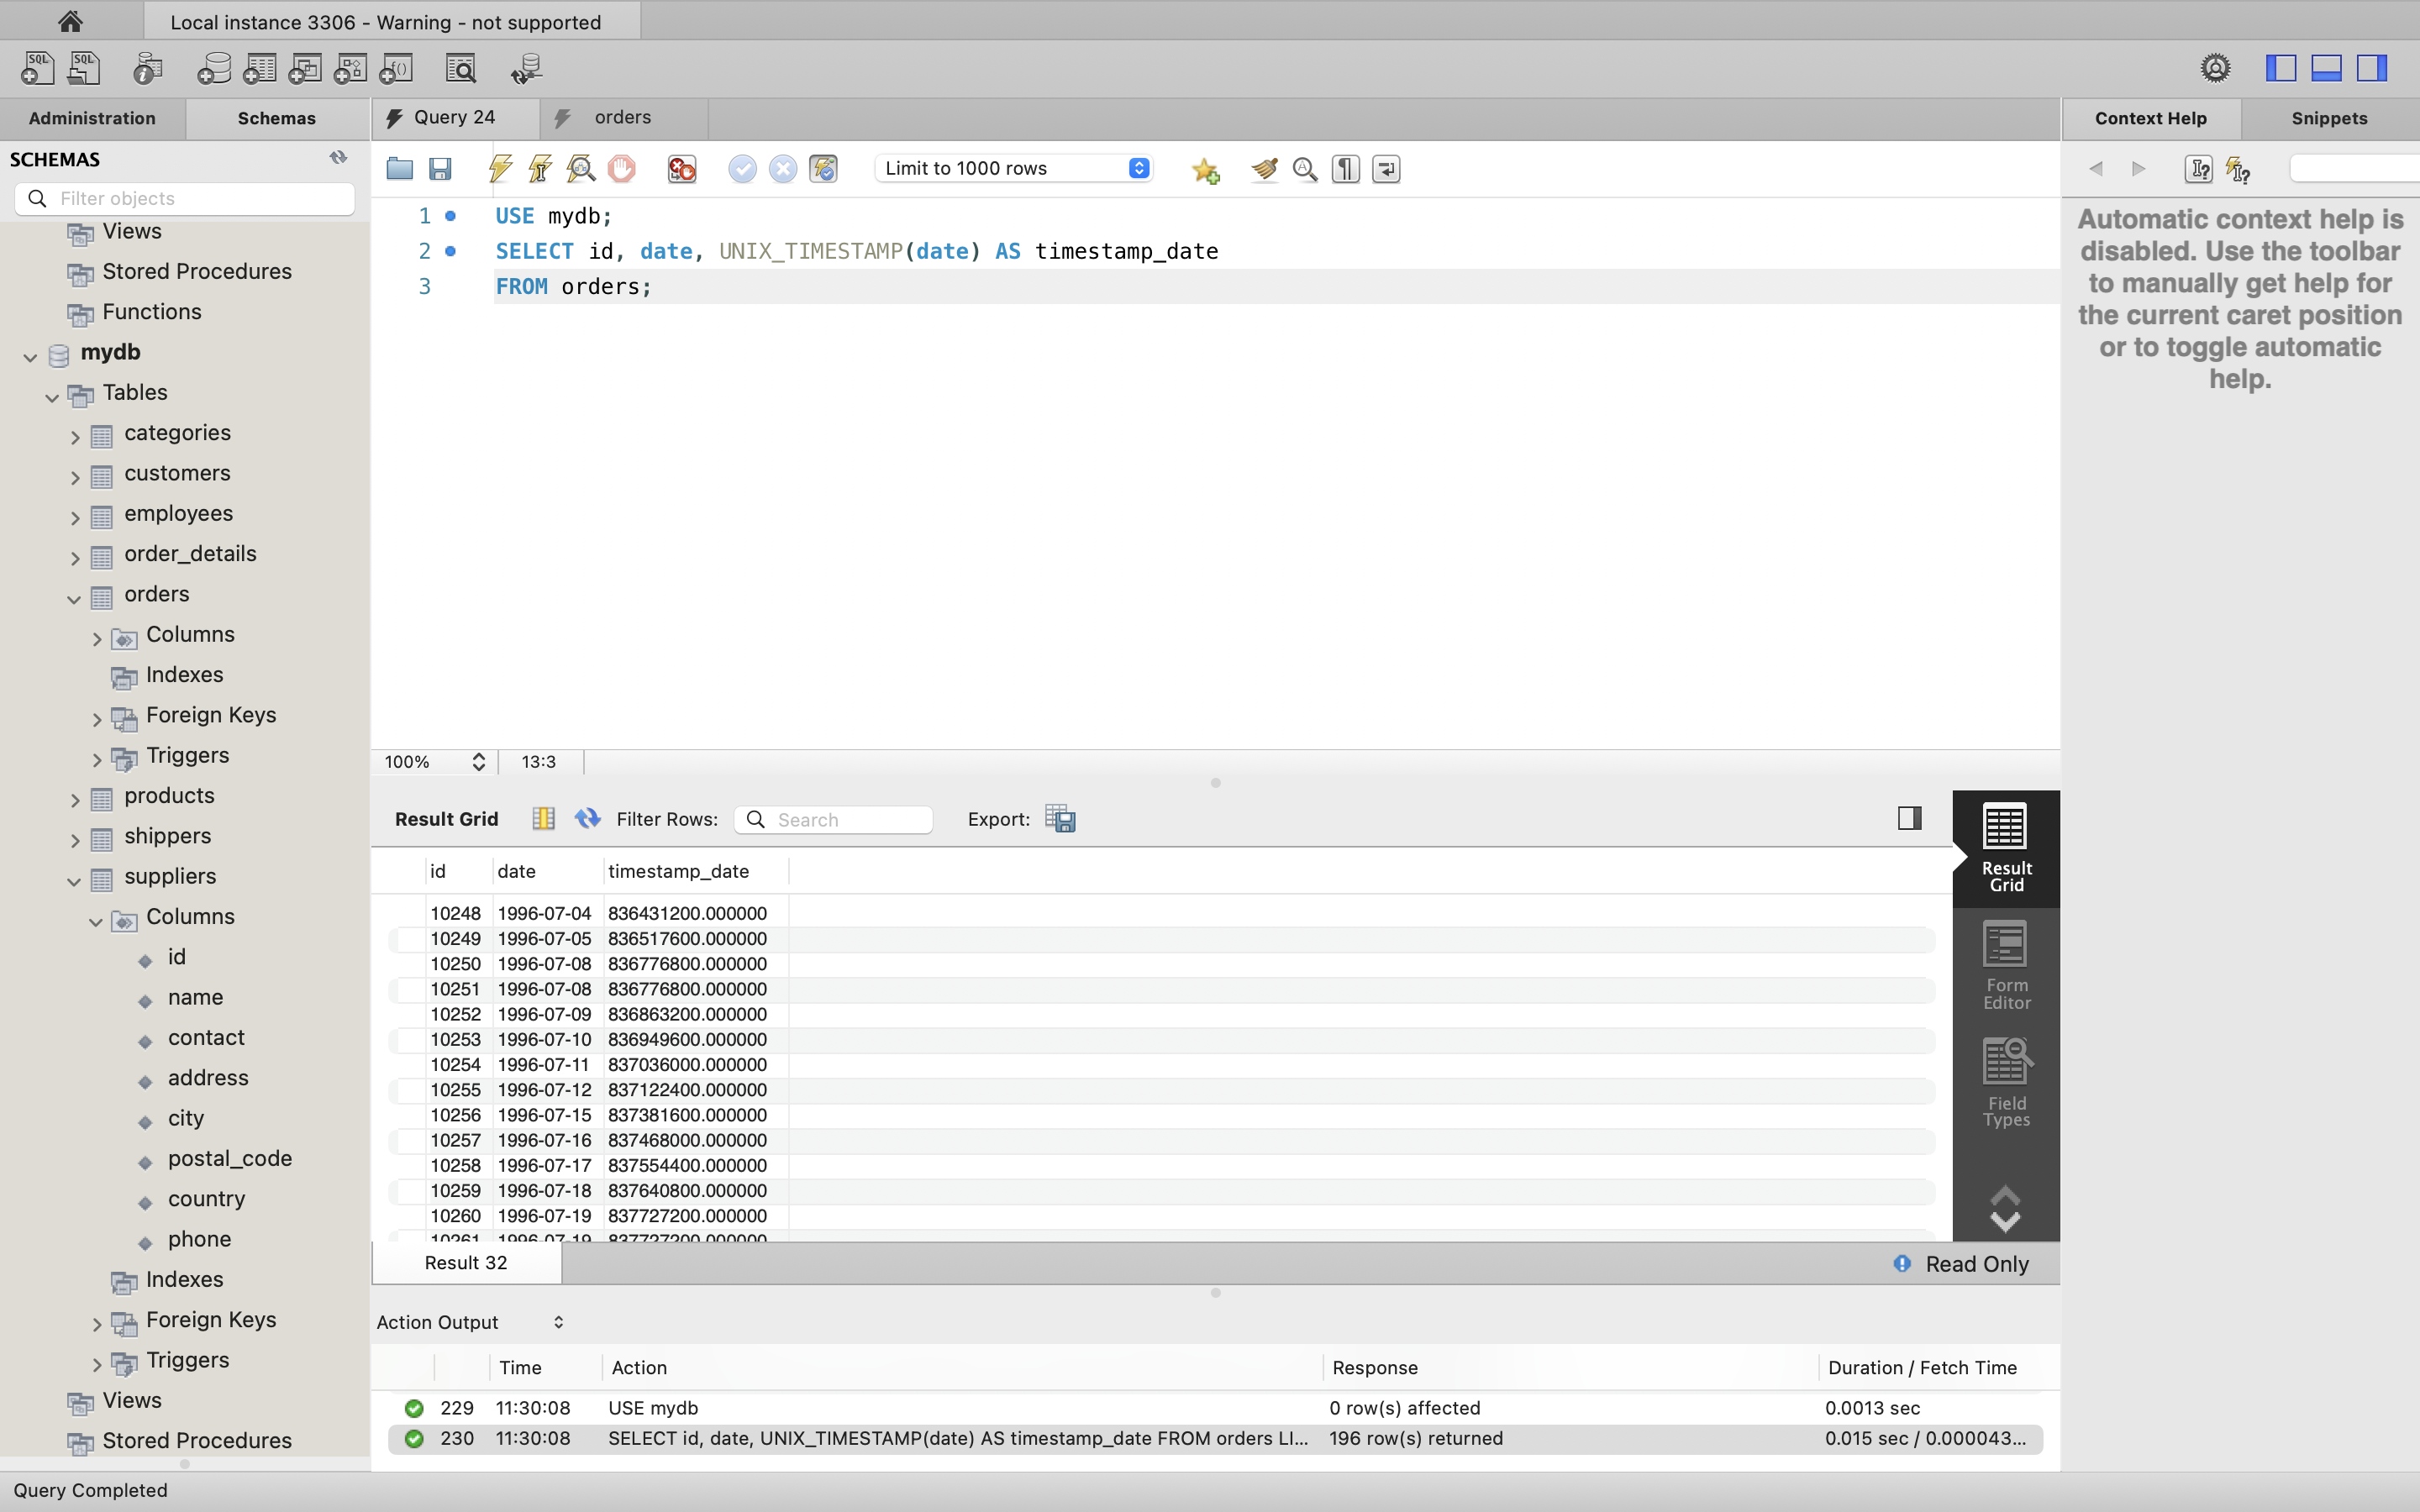 Local instance 3306 - Warning - not supported
Administration
Schemas
Query 24
orders
Context Help
Snippets
SCHEMAS
Filter objects
Views
Stored Procedures
Functions
mydb
Tables
categories
customers
employees
order_details
orders
Columns
Indexes
Foreign Keys
Triggers
products
shippers
suppliers
Columns
id
name
contact
address
city
postal_code
country
phone
Indexes
Foreign Keys
Triggers
Views
Stored Procedures
Limit to 1000 rows
1 USE mydb;
2 SELECT id, date, UNIX_TIMESTAMP(date) AS timestamp_date
3 FROM orders;
Automatic context help is
disabled. Use the toolbar
to manually get help for
the current caret position
or to toggle automatic
help.
100% 13:3
Result Grid Filter Rows: Search Export:
id date timestamp_date
10248 1996-07-04 836431200.000000
10249 1996-07-05 836517600.000000
10250 1996-07-08 836776800.000000
10251 1996-07-08 836776800.000000
10252 1996-07-09 836863200.000000
10253 1996-07-10 836949600.000000
10254 1996-07-11 837036000.000000
10255 1996-07-12 837122400.000000
10256 1996-07-15 837381600.000000
10257 1996-07-16 837468000.000000
10258 1996-07-17 837554400.000000
10259 1996-07-18 837640800.000000
10260 1996-07-19 837727200.000000
10261 1996-07-19 837727200.000000
Result
Grid
Form
Editor
Field
Types
Result 32
Read Only
Action Output
Time Action Response Duration / Fetch Time
229 11:30:08 USE mydb 0 row(s) affected 0.0013 sec
230 11:30:08 SELECT id, date, UNIX_TIMESTAMP(date) AS timestamp_date FROM orders LI... 196 row(s) returned 0.015 sec / 0.000043...
Query Completed